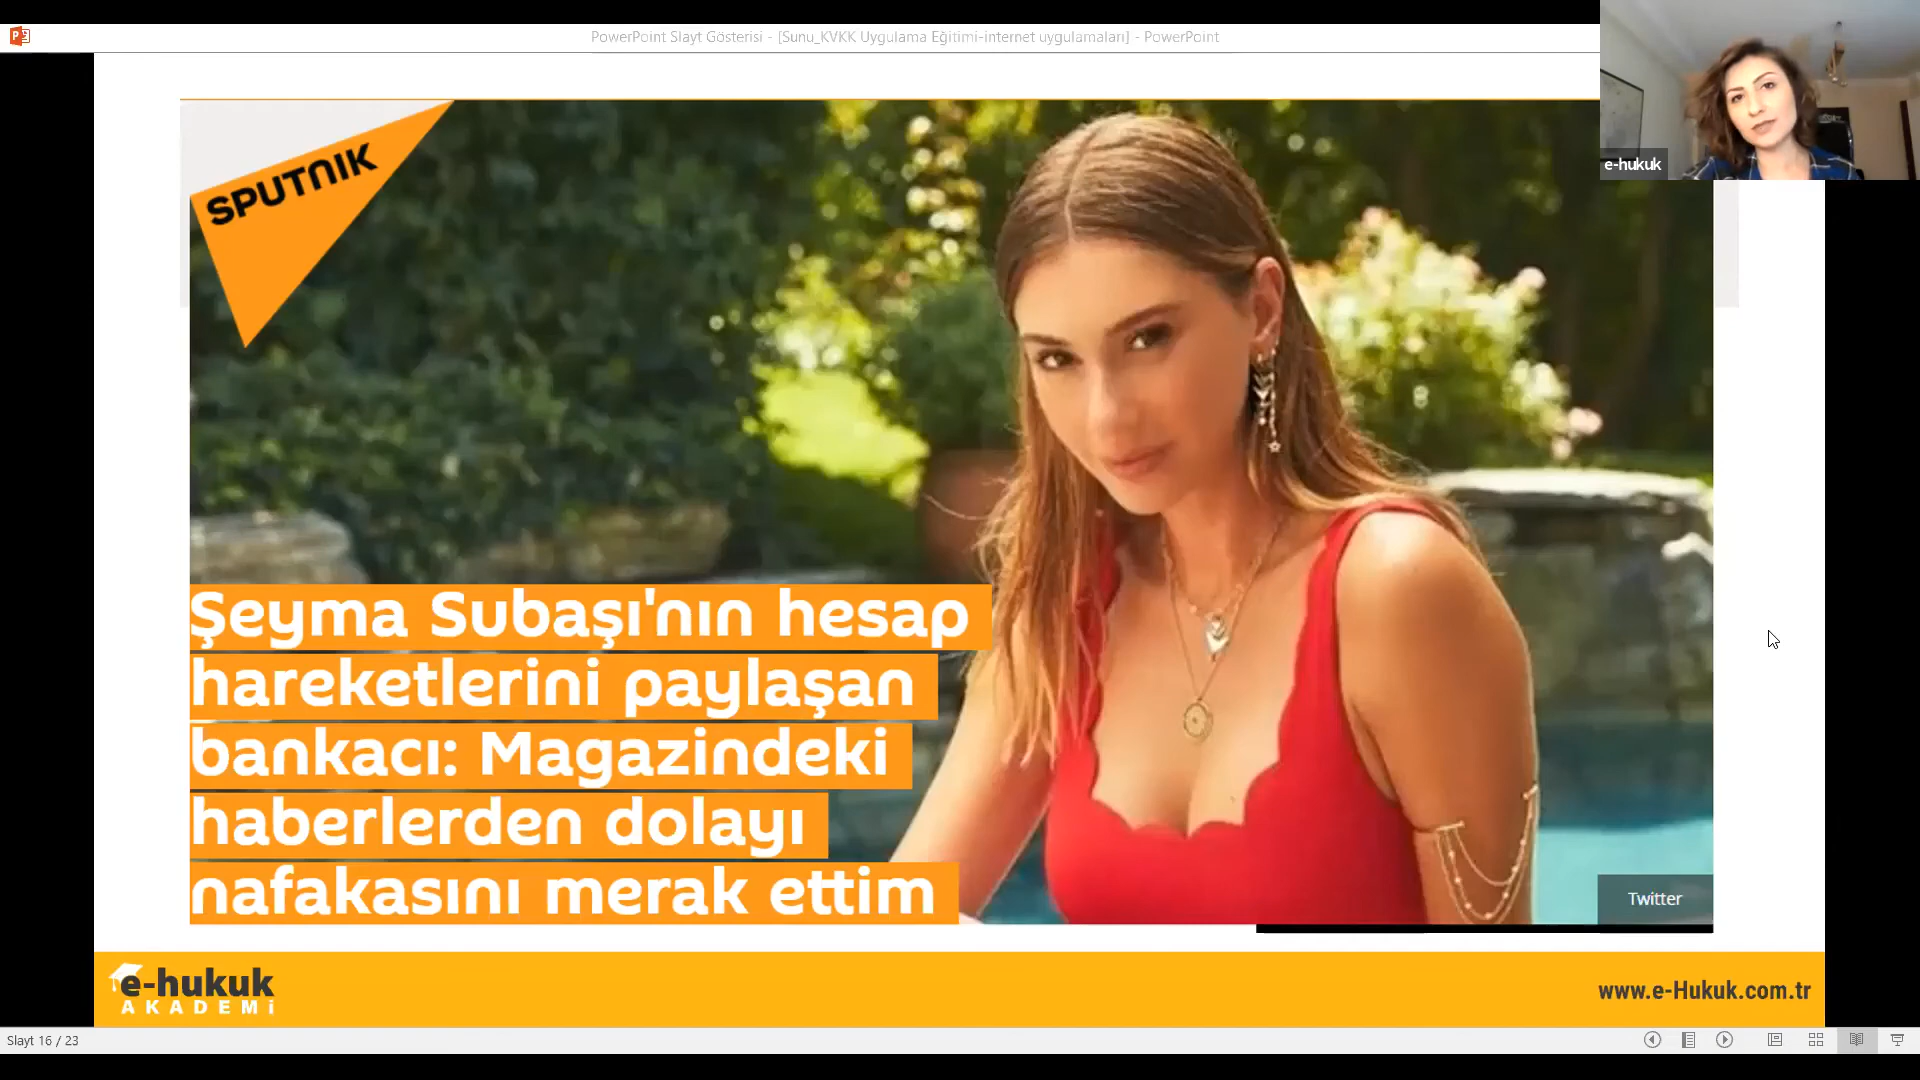 PowerPoint Slayt Gösterisi - [Sunu_KVKK Uygulama Eğitimi-internet uygulamaları] - PowerPoint
e-hukuk
SPUTNIK
Şeyma Subaşı'nın hesap
hareketlerini paylaşan
bankacı: Magazindeki
haberlerden dolayı
nafakasını merak ettim
Twitter
e-hukuk
AKADEMİ
www.e-Hukuk.com.tr
Slayt 16 / 23